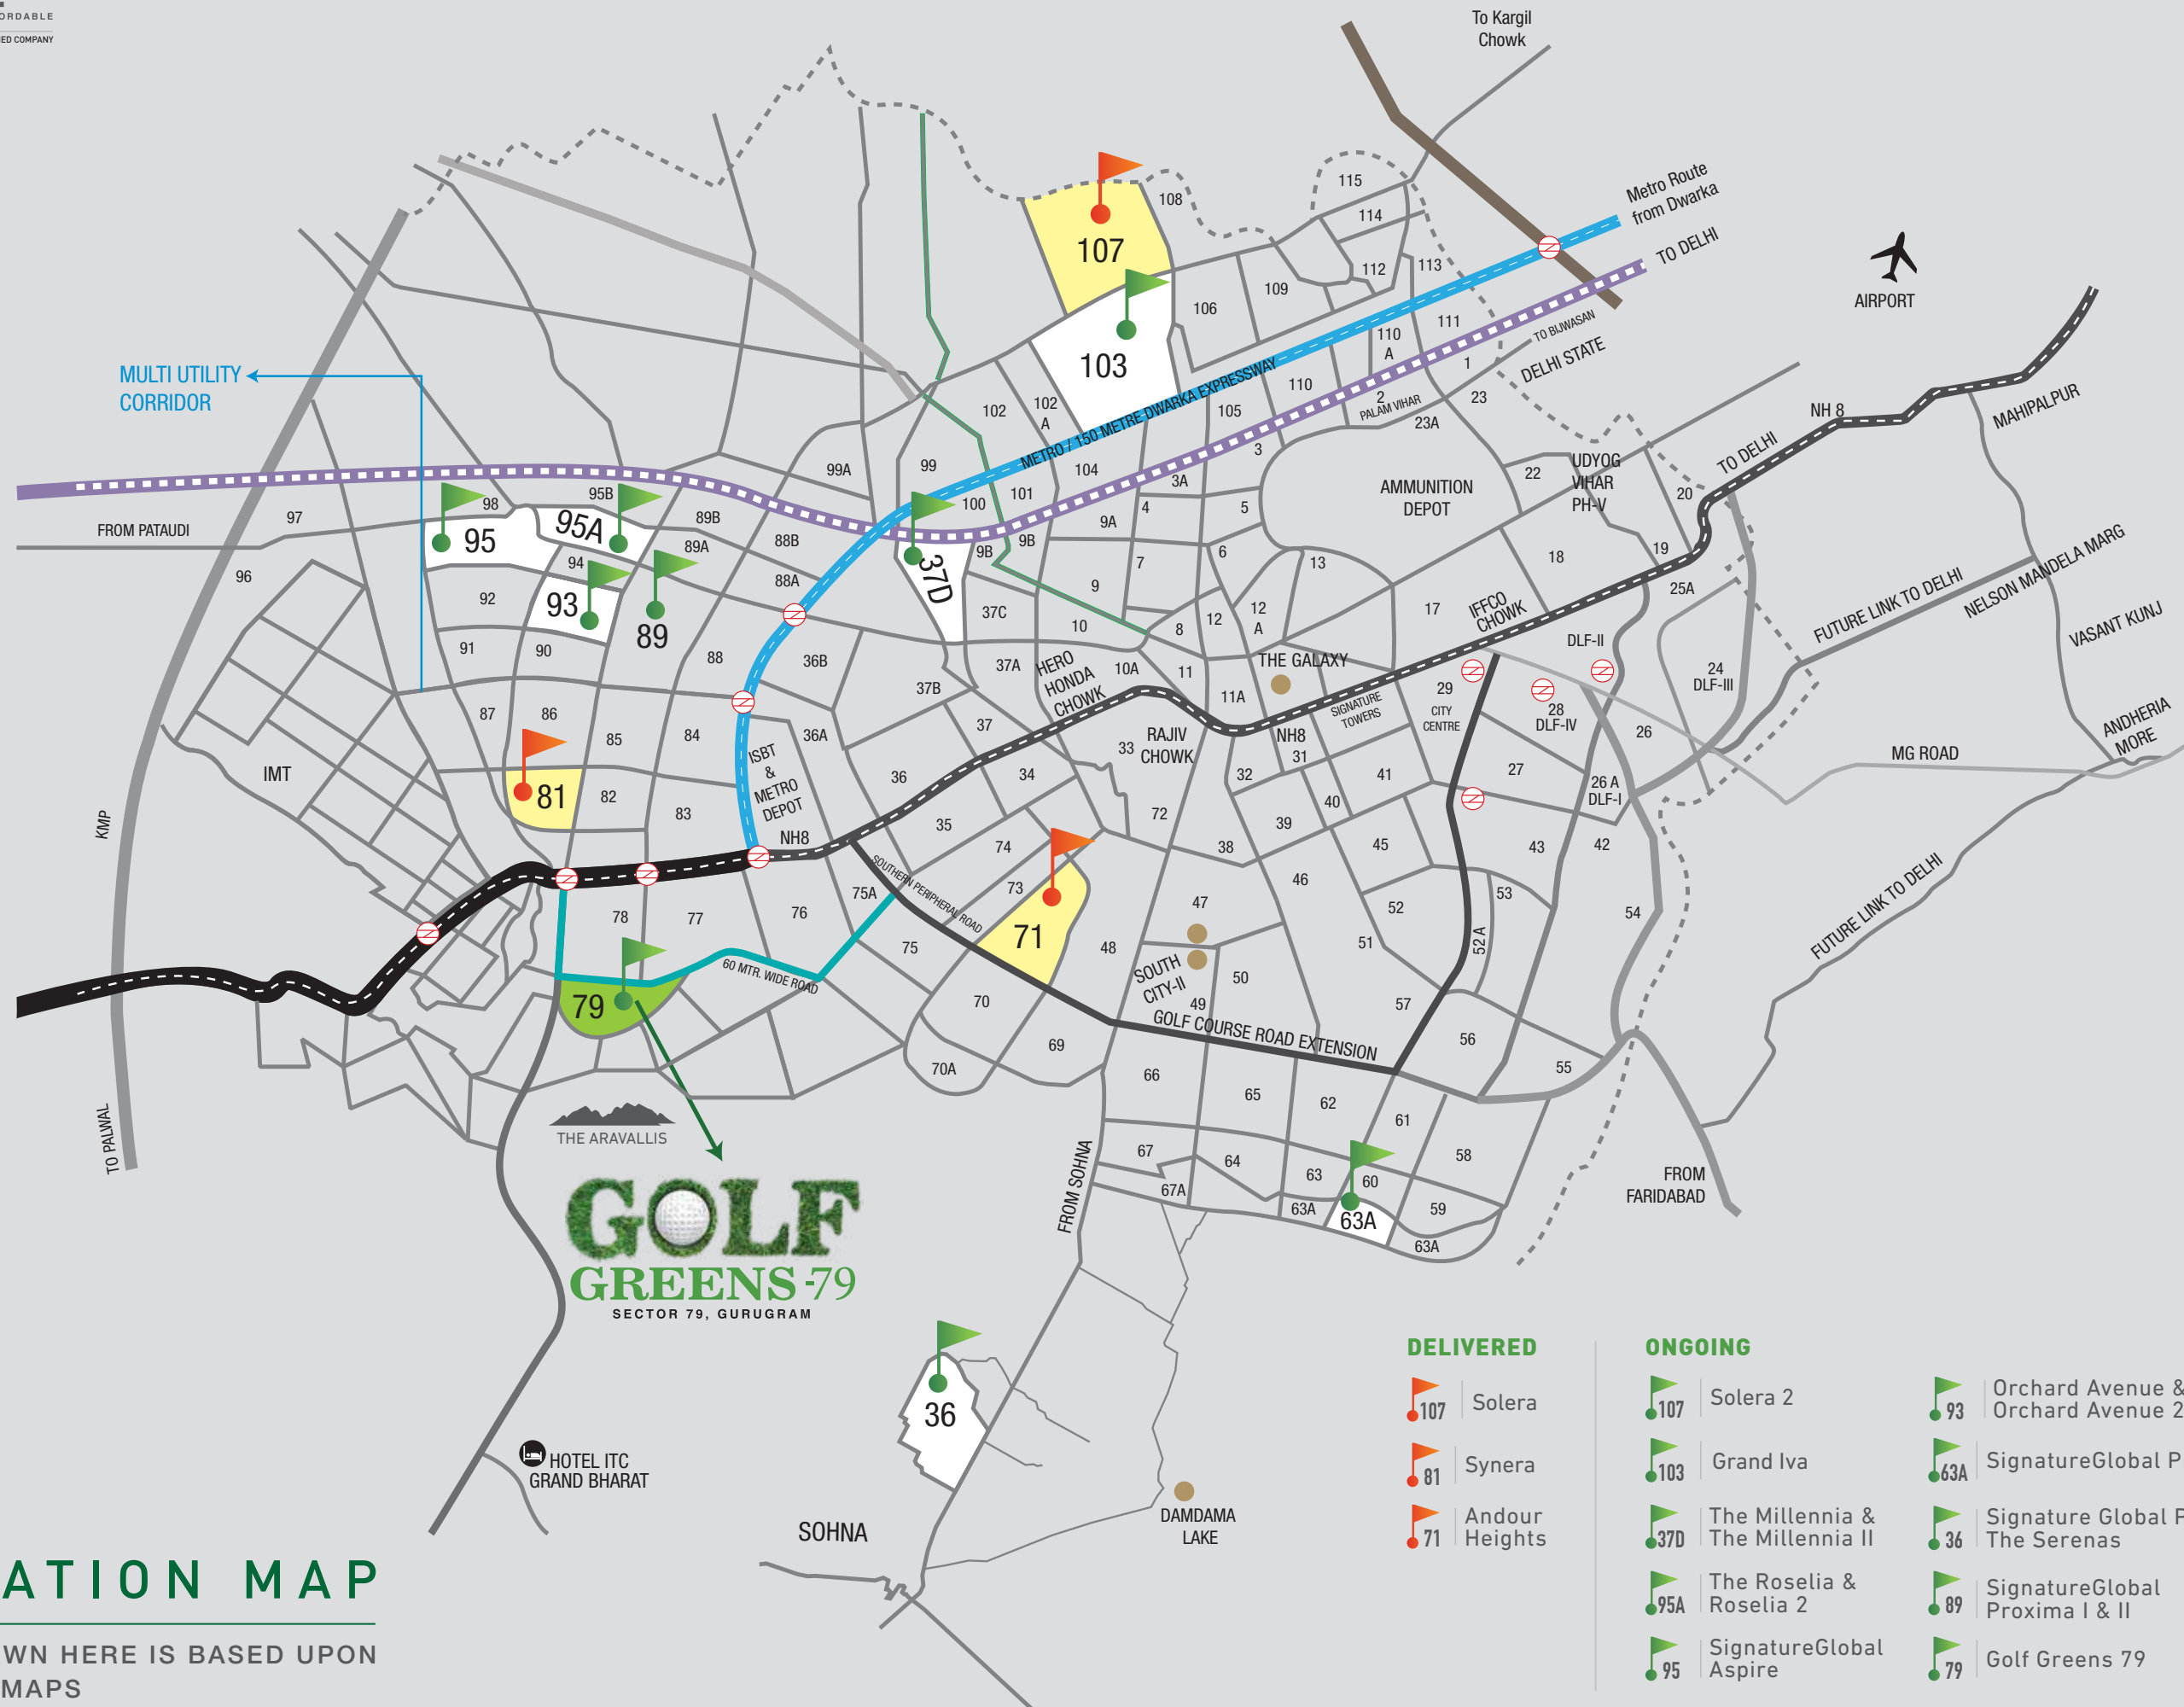 ORDABLE
ED COMPANY
To Kargil
Chowk
Metro Route
from Dwarka
TO DELHI
AIRPORT
115
114
108
107
112
113
109
106
111
110
A
TO BIJWASAN
DELHI STATE
1
103
110
2
PALAM VIHAR
23
23A
105
102
102
A
METRO / 150 METRE DWARKA EXPRESSWAY
MULTI UTILITY
CORRIDOR
NH 8
MAHIPALPUR
TO DELHI
3
104
3A
99
99A
100
101
4
5
9A
9B
9B
AMMUNITION
DEPOT
22
UDYOG
VIHAR
PH-V
20
19
18
95B
98
97
FROM PATAUDI
95
95A
89B
89A
88B
88A
94
93
92
91
90
89
88
96
37D
37C
7
6
9
13
12
12
A
8
10
17
IFFCO
CHOWK
25A
FUTURE LINK TO DELHI
NELSON MANDELA MARG
VASANT KUNJ
DLF-II
24
DLF-III
36B
37B
37A
HERO
HONDA
CHOWK
10A
11
11A
THE GALAXY
SIGNATURE
TOWERS
29
CITY
CENTRE
28
DLF-IV
26
ANDHERIA
MORE
MG ROAD
87
86
85
84
ISBT
&
METRO
DEPOT
36A
37
33
RAJIV
CHOWK
NH8
31
32
41
27
26 A
DLF-I
IMT
81
82
83
36
34
35
NH8
72
40
39
38
45
43
42
KMP
SOUTHERN PERIPHERAL ROAD
74
73
71
75A
76
77
78
75
48
47
46
52
53
52 A
51
54
FUTURE LINK TO DELHI
60 MTR. WIDE ROAD
79
70
70A
69
SOUTH
CITY-II
49
50
57
56
55
GOLF COURSE ROAD EXTENSION
66
65
62
61
58
TO PALWAL
THE ARAVALLIS
FROM SOHNA
67
67A
64
63
60
59
63A
63A
63A
FROM
FARIDABAD
GOLF
GREENS-79
SECTOR 79, GURUGRAM
36
HOTEL ITC
GRAND BHARAT
SOHNA
DAMDAMA
LAKE
ATION MAP
WN HERE IS BASED UPON
MAPS
DELIVERED
107 Solera
81 Synera
71 Andour
Heights
ONGOING
107 Solera 2
103 Grand Iva
37D The Millennia &
The Millennia II
95A The Roselia &
Roselia 2
95 SignatureGlobal
Aspire
93 Orchard Avenue &
Orchard Avenue 2
63A SignatureGlobal P
36 Signature Global P
The Serenas
89 SignatureGlobal
Proxima I & II
79 Golf Greens 79